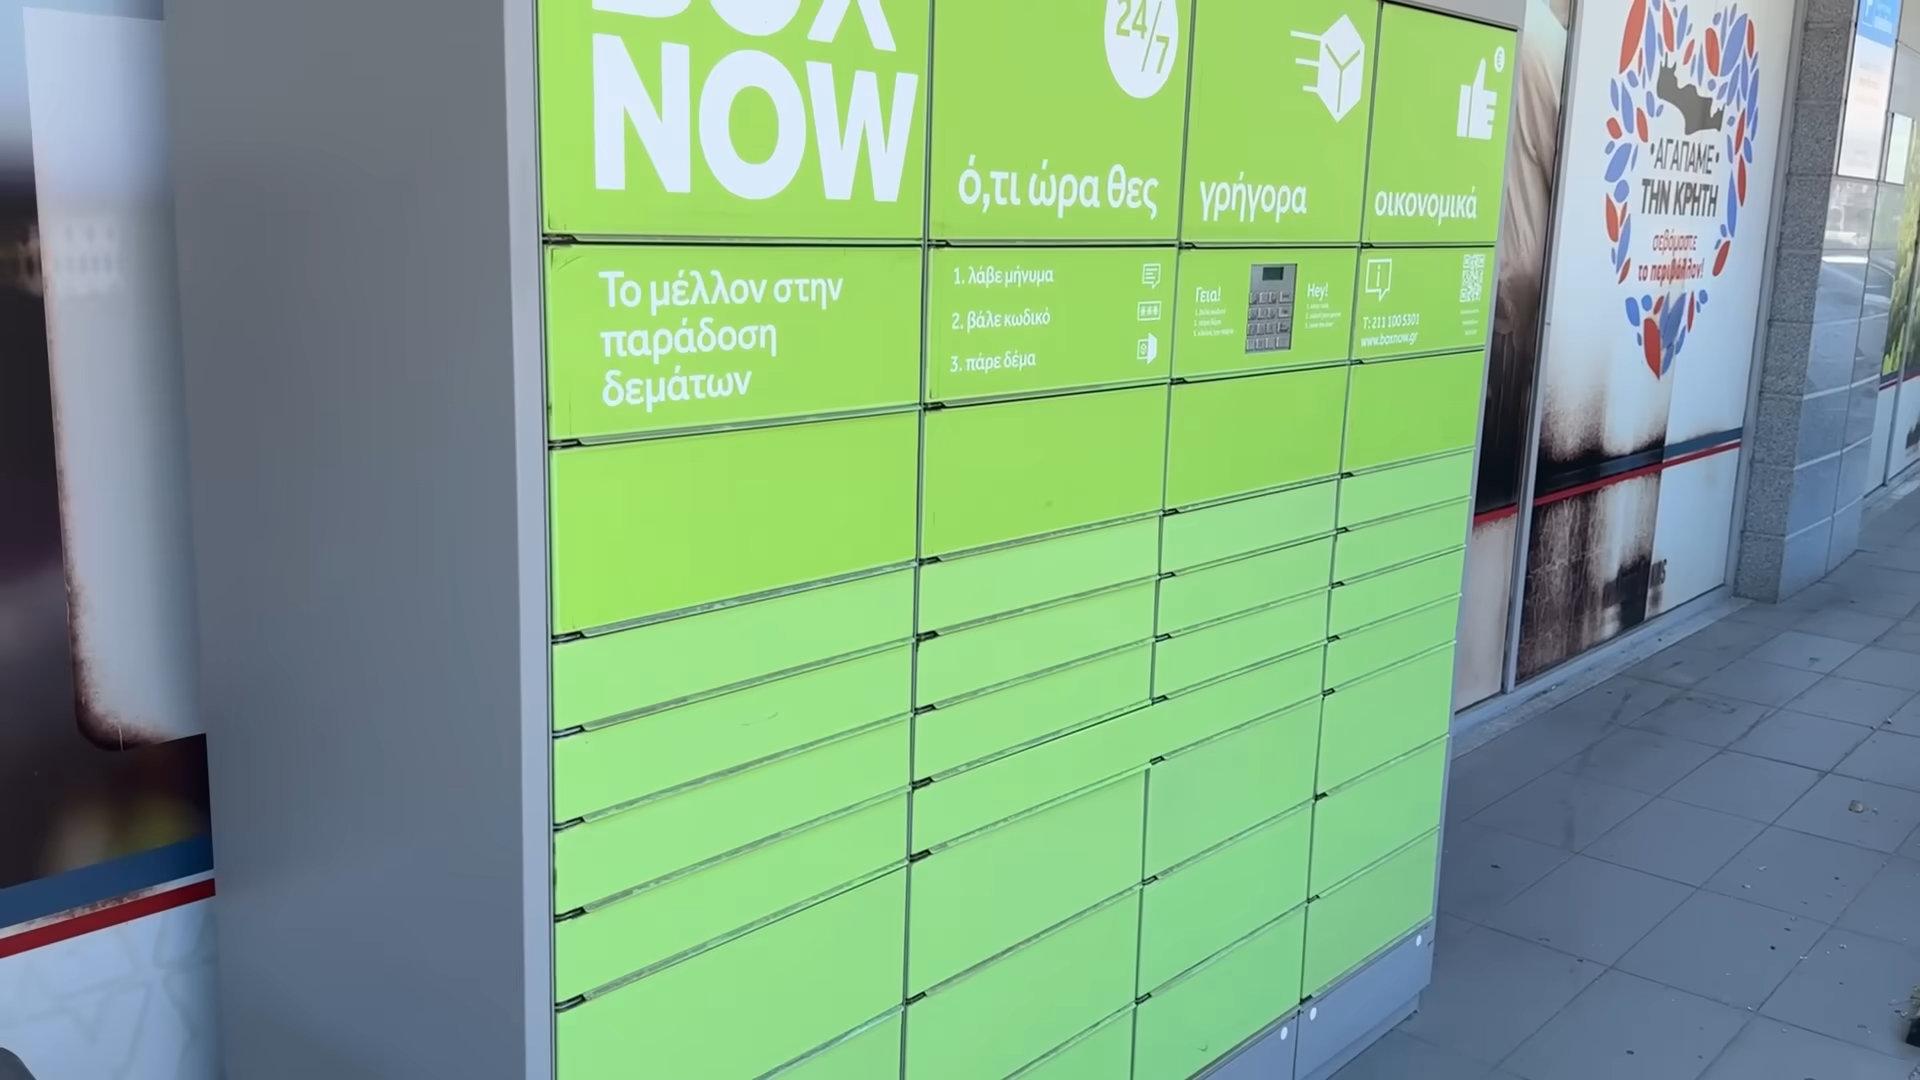 BOX
NOW
24/7
ό,τι ώρα θες
γρήγορα
οικονομικά
Το μέλλον στην
παράδοση
δεμάτων
1. λάβε μήνυμα
2. βάλε κωδικό
3. πάρε δέμα
Γεια!
Hey!
T: 211 100 5301
www.boxnow.gr
•ΑΓΑΠΑΜΕ•
ΤΗΝ ΚΡΗΤΗ
σεβόμαστε
το περιβάλλον!